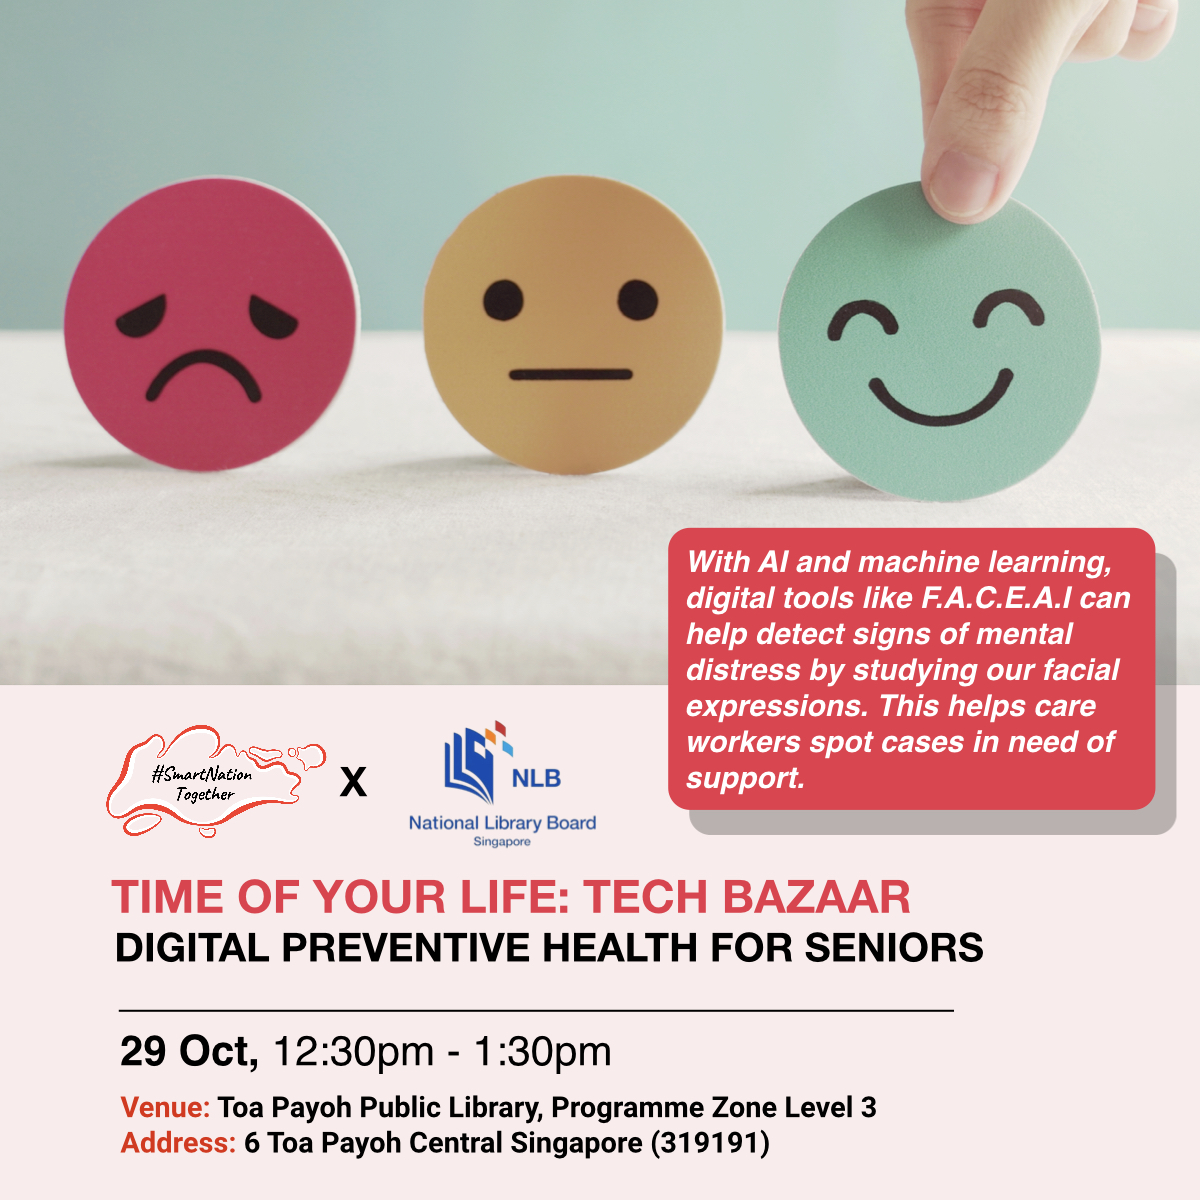 With AI and machine learning,
digital tools like F.A.C.E.A.I can
help detect signs of mental
distress by studying our facial
expressions. This helps care
workers spot cases in need of
support.
#SmartNation
Together
X
NLB
National Library Board
Singapore
TIME OF YOUR LIFE: TECH BAZAAR
DIGITAL PREVENTIVE HEALTH FOR SENIORS
29 Oct, 12:30pm - 1:30pm
Venue: Toa Payoh Public Library, Programme Zone Level 3
Address: 6 Toa Payoh Central Singapore (319191)